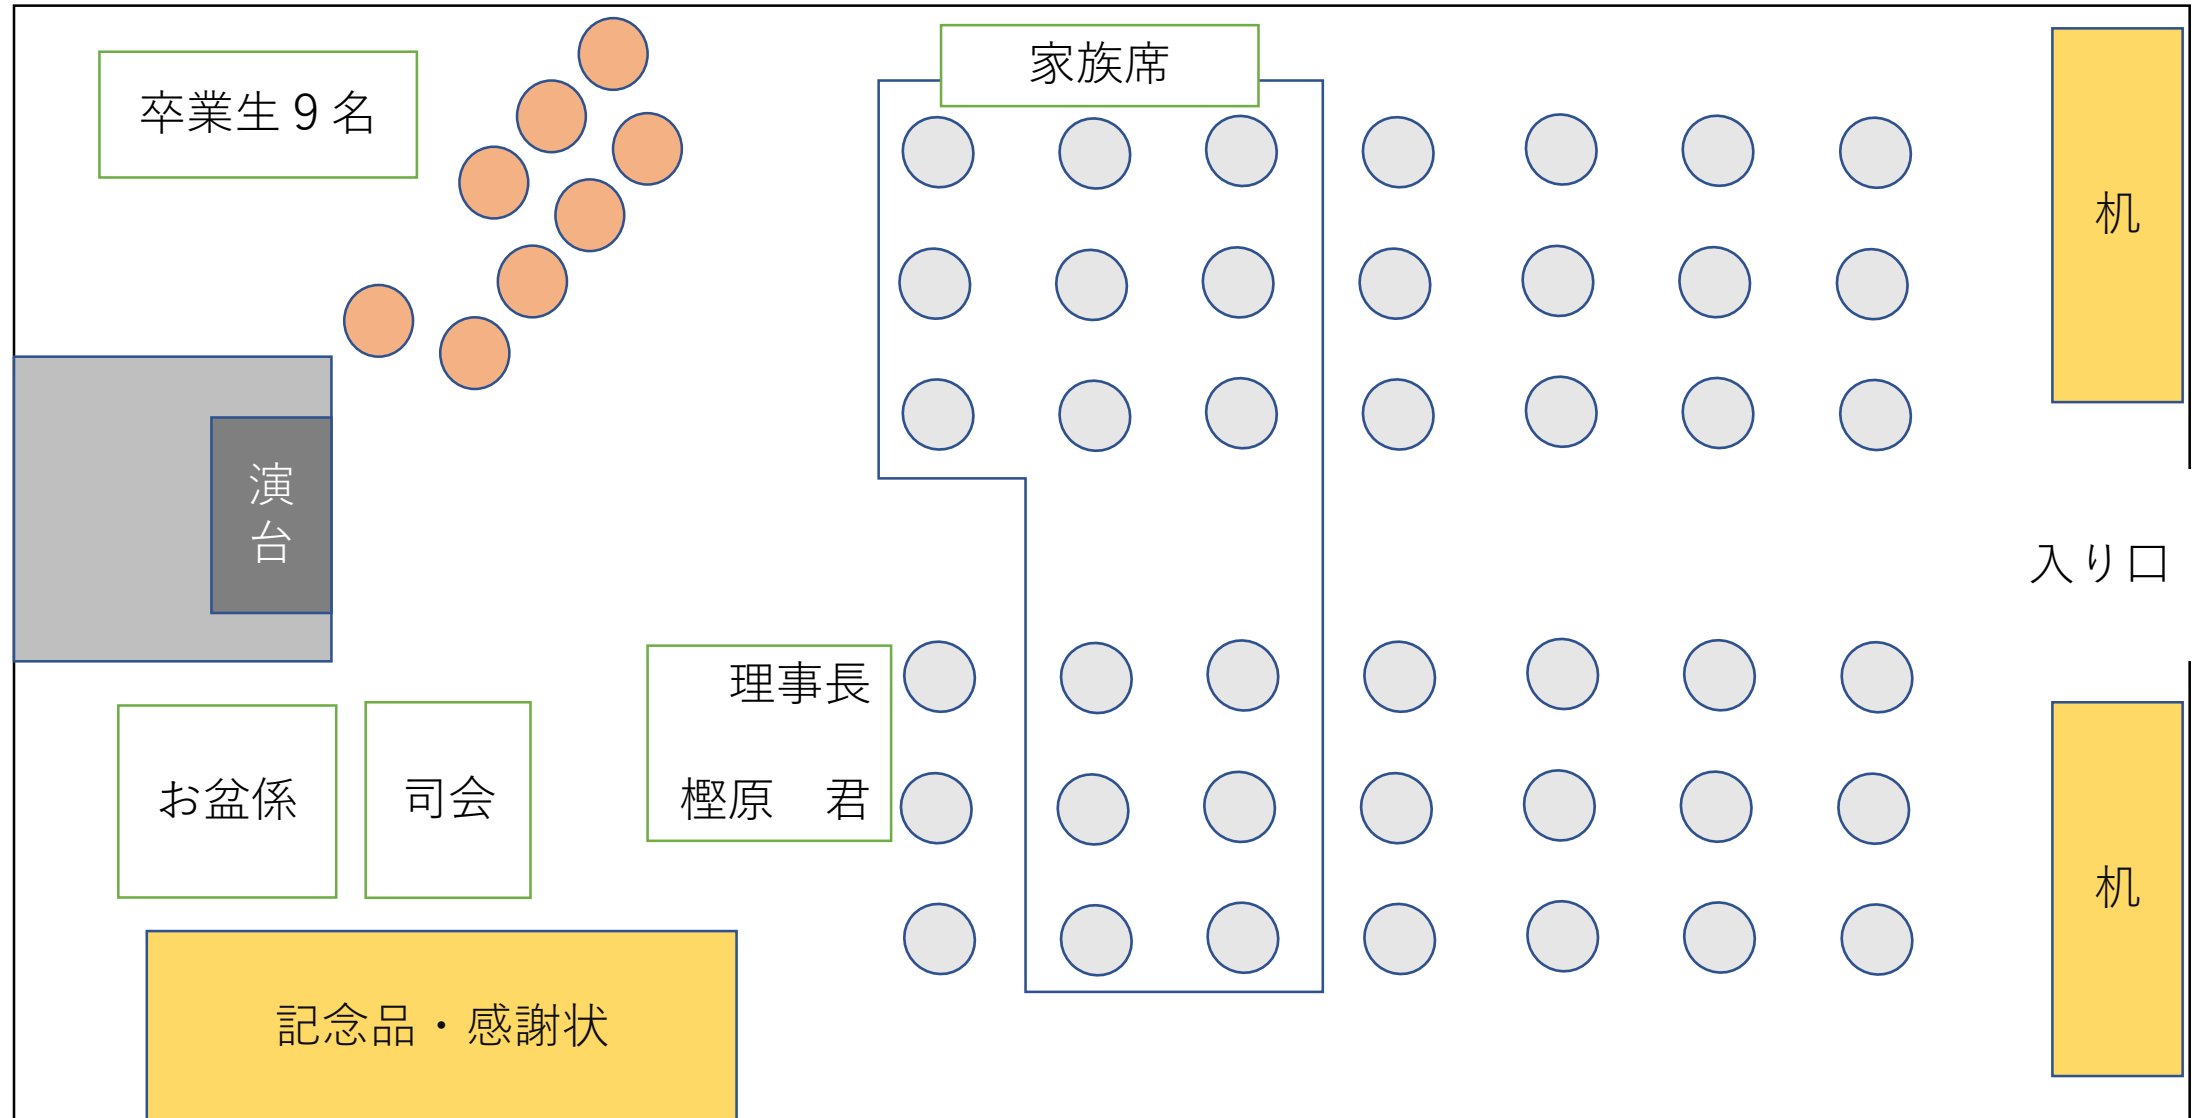 卒業生９名
家族席
机
演
台
入り口
理事長
樫原　君
お盆係
司会
机
記念品・感謝状